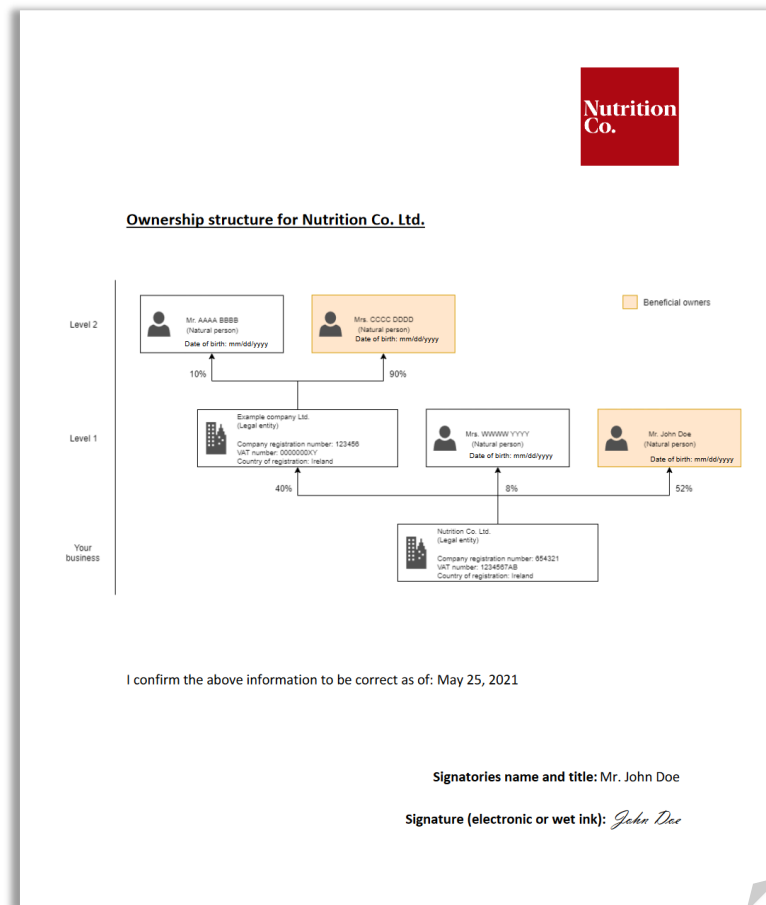 Nutrition
Co.
Ownership structure for Nutrition Co. Ltd.
Beneficial owners
Level 2
Mr. AAAA BBBB
(Natural person)
Date of birth: mm/dd/yyyy
Mrs. CCCC DDDD
(Natural person)
Date of birth: mm/dd/yyyy
10%
90%
Level 1
Example company Ltd.
(Legal entity)
Company registration number: 123456
VAT number: 0000000XY
Country of registration: Ireland
Mrs. WWWW YYYY
(Natural person)
Date of birth: mm/dd/yyyy
Mr. John Doe
(Natural person)
Date of birth: mm/dd/yyyy
40%
8%
52%
Your
business
Nutrition Co. Ltd.
(Legal entity)
Company registration number: 654321
VAT number: 1234567AB
Country of registration: Ireland
I confirm the above information to be correct as of: May 25, 2021
Signatories name and title: Mr. John Doe
Signature (electronic or wet ink): John Doe